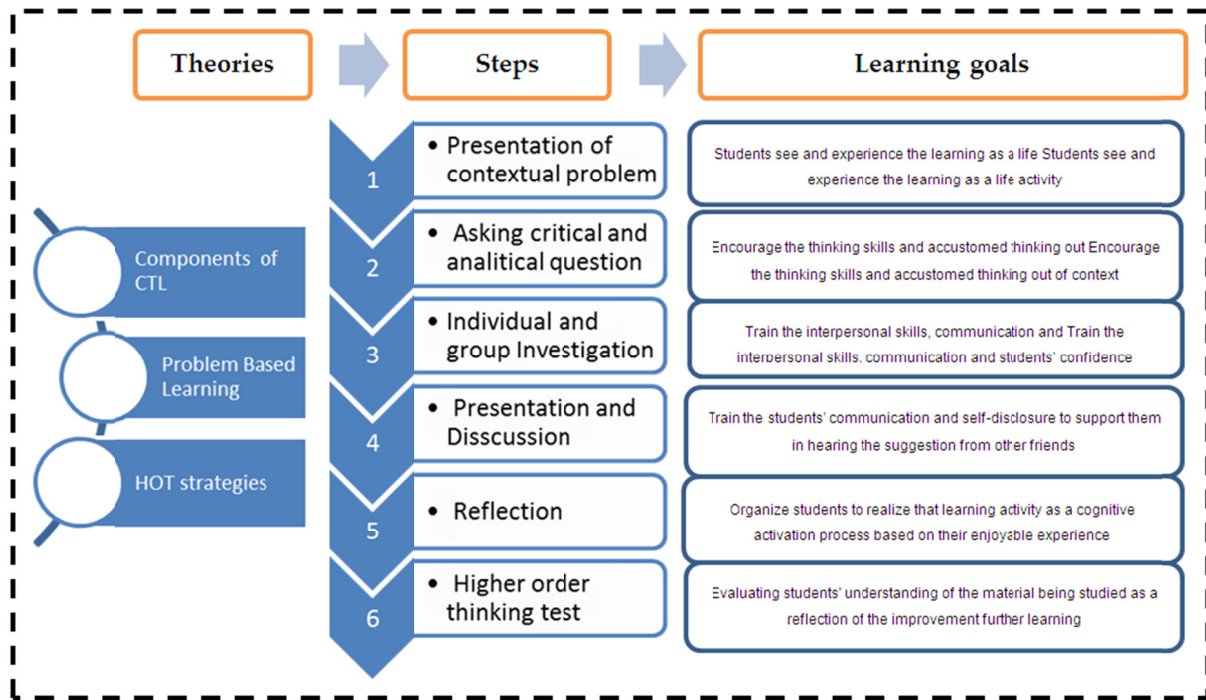 Theories
Steps
Learning goals
Components of
CTL
Problem Based
Learning
HOT strategies
1
• Presentation of
contextual problem
Students see and experience the learning as a life Students see and
experience the learning as a life activity
2
• Asking critical and
analitical question
Encourage the thinking skills and accustomed thinking out Encourage
the thinking skills and accustomed thinking out of context
3
• Individual and
group Investigation
Train the interpersonal skills, communication and Train the
interpersonal skills, communication and students' confidence
4
• Presentation and
Disscussion
Train the students' communication and self-disclosure to support them
in hearing the suggestion from other friends
5
• Reflection
Organize students to realize that learning activity as a cognitive
activation process based on their enjoyable experience
6
• Higher order
thinking test
Evaluating students' understanding of the material being studied as a
reflection of the improvement further learning